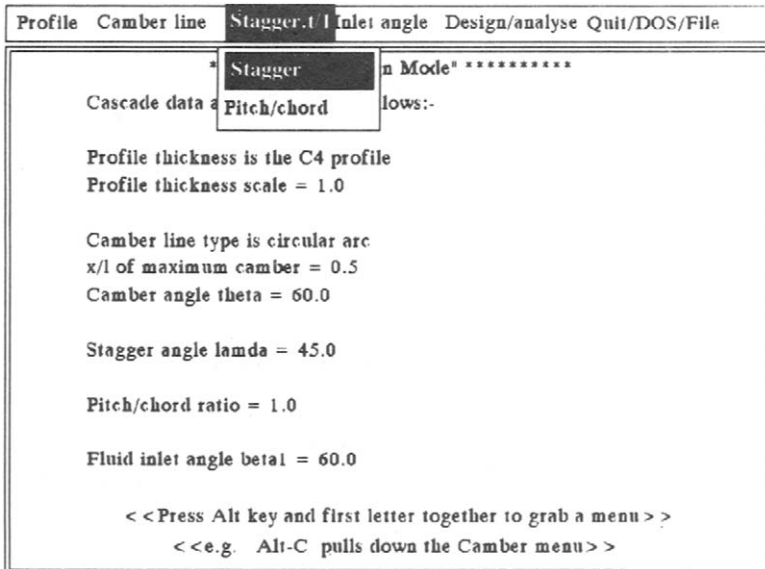 Profile Camber line Stagger.t/l Inlet angle Design/analyse Quit/DOS/File
* n Mode" **********
Stagger
Cascade data a lows:-
Pitch/chord
Profile thickness is the C4 profile
Profile thickness scale = 1.0
Camber line type is circular arc
x/l of maximum camber = 0.5
Camber angle theta = 60.0
Stagger angle lamda = 45.0
Pitch/chord ratio = 1.0
Fluid inlet angle beta1 = 60.0
< <Press Alt key and first letter together to grab a menu> >
< <e.g. Alt-C pulls down the Camber menu> >